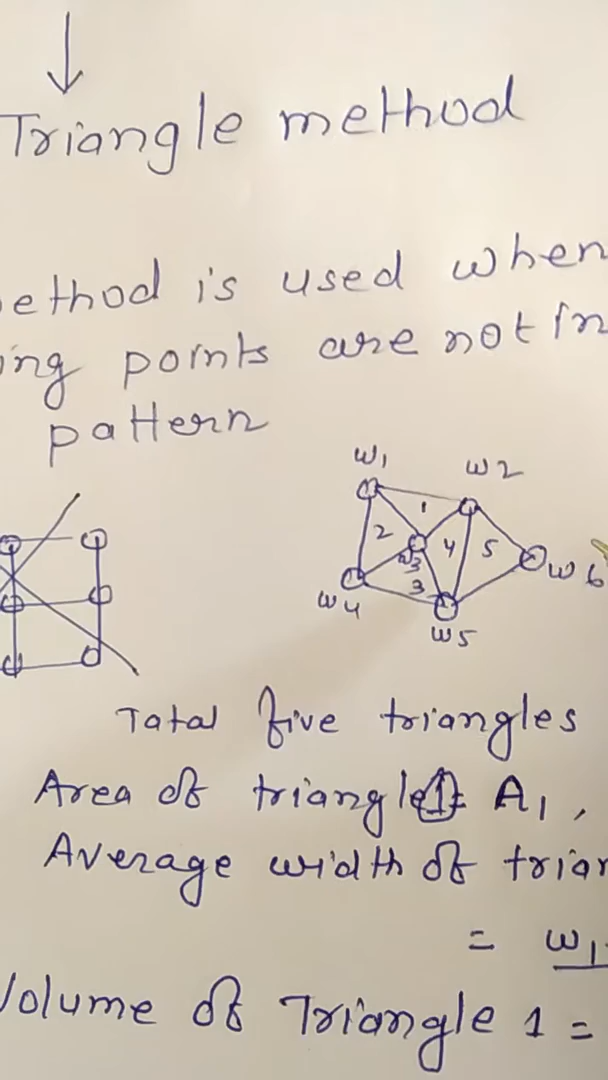 Triangle method
ethod is used when
ing points are not in
pattern
w1 w2
1
2 4 5
w3 w6
3
w4 w5
Tatal five triangles
Area of triangle 1 = A1,
Average width of trian
= w1
Volume of Triangle 1 =